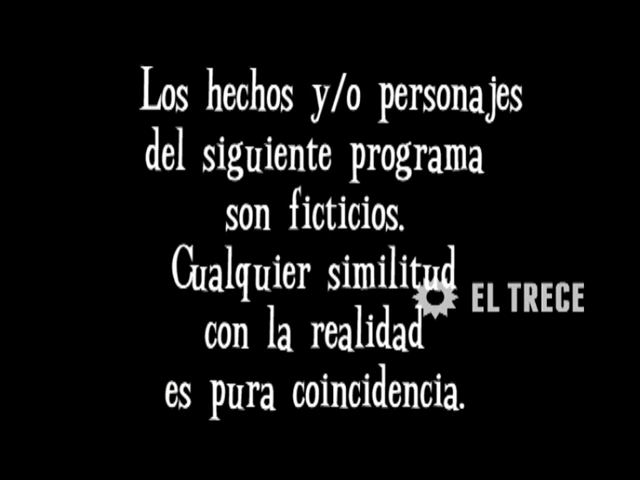 Los hechos y/o personajes
del siguiente programa
son ficticios.
Cualquier similitud
EL TRECE
con la realidad
es pura coincidencia.